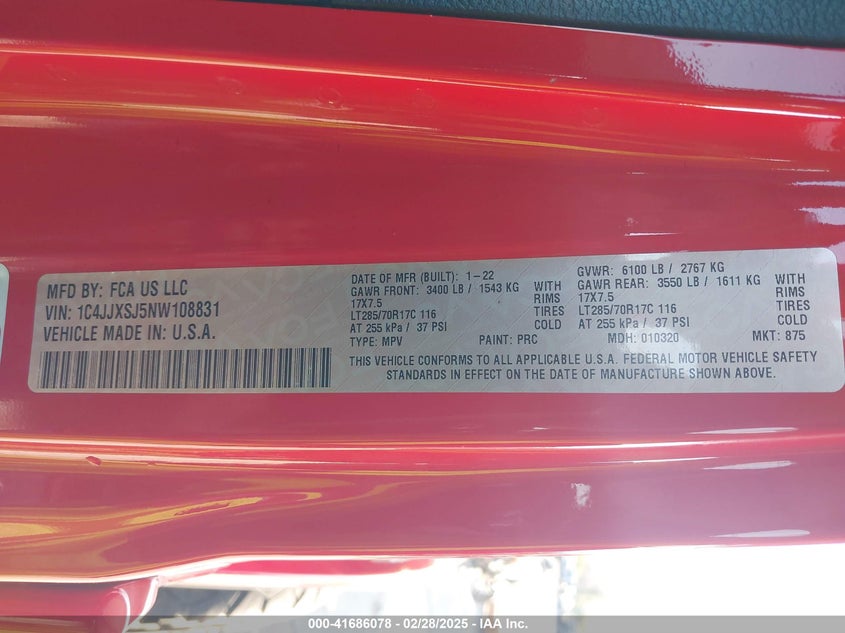 MFD BY: FCA US LLC
VIN: 1C4JJXSJ5NW108831
VEHICLE MADE IN: U.S.A.
DATE OF MFR (BUILT): 1-22
GAWR FRONT: 3400 LB / 1543 KG
17X7.5
LT285/70R17C 116
AT 255 kPa / 37 PSI
WITH
RIMS
TIRES
COLD
GVWR: 6100 LB / 2767 KG
GAWR REAR: 3550 LB / 1611 KG
17X7.5
LT285/70R17C 116
AT 255 kPa / 37 PSI
WITH
RIMS
TIRES
COLD
TYPE: MPV PAINT: PRC MDH: 010320 MKT: 875
THIS VEHICLE CONFORMS TO ALL APPLICABLE U.S.A. FEDERAL MOTOR VEHICLE SAFETY
STANDARDS IN EFFECT ON THE DATE OF MANUFACTURE SHOWN ABOVE.
000-41686078 - 02/28/2025 - IAA Inc.